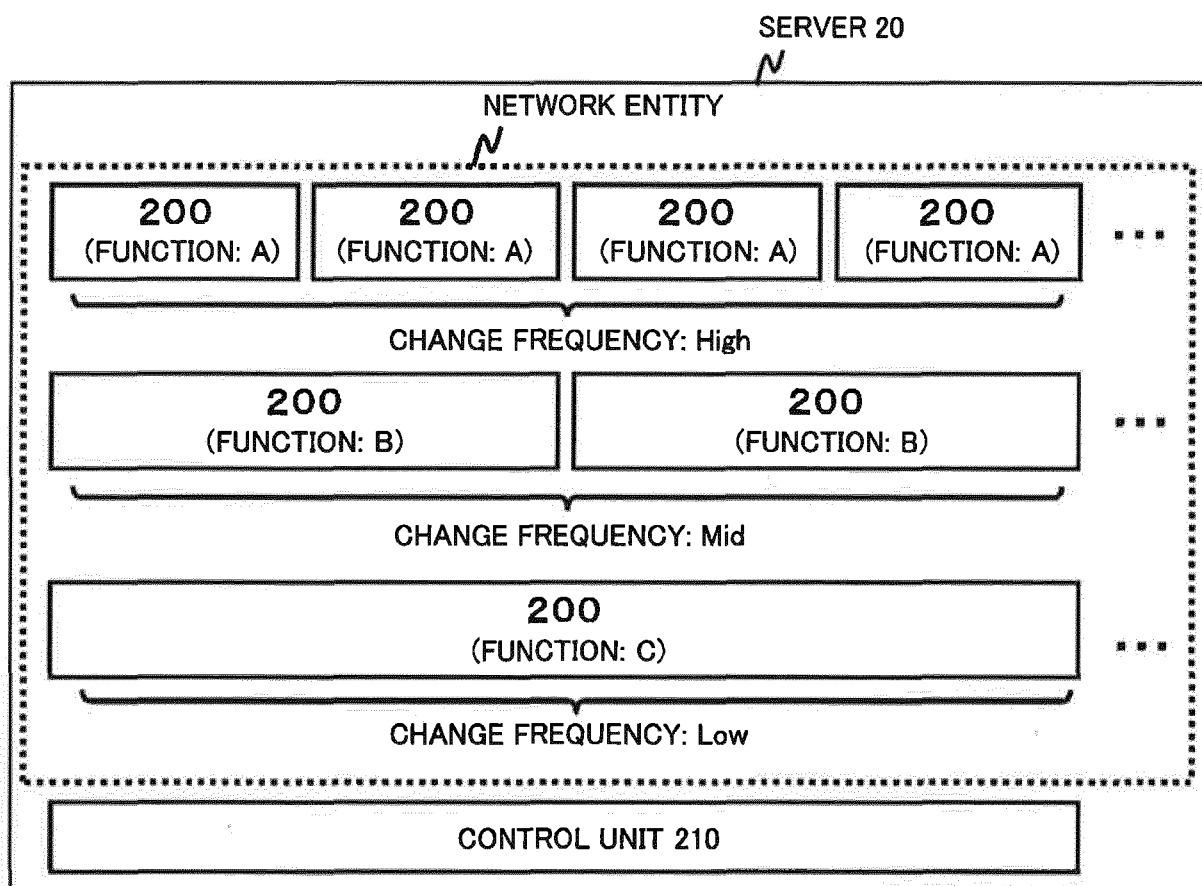 SERVER 20
NETWORK ENTITY
200 200 200 200
(FUNCTION: A) (FUNCTION: A) (FUNCTION: A) (FUNCTION: A) ...
CHANGE FREQUENCY: High
200 200
(FUNCTION: B) (FUNCTION: B) ...
CHANGE FREQUENCY: Mid
200
(FUNCTION: C) ...
CHANGE FREQUENCY: Low
CONTROL UNIT 210